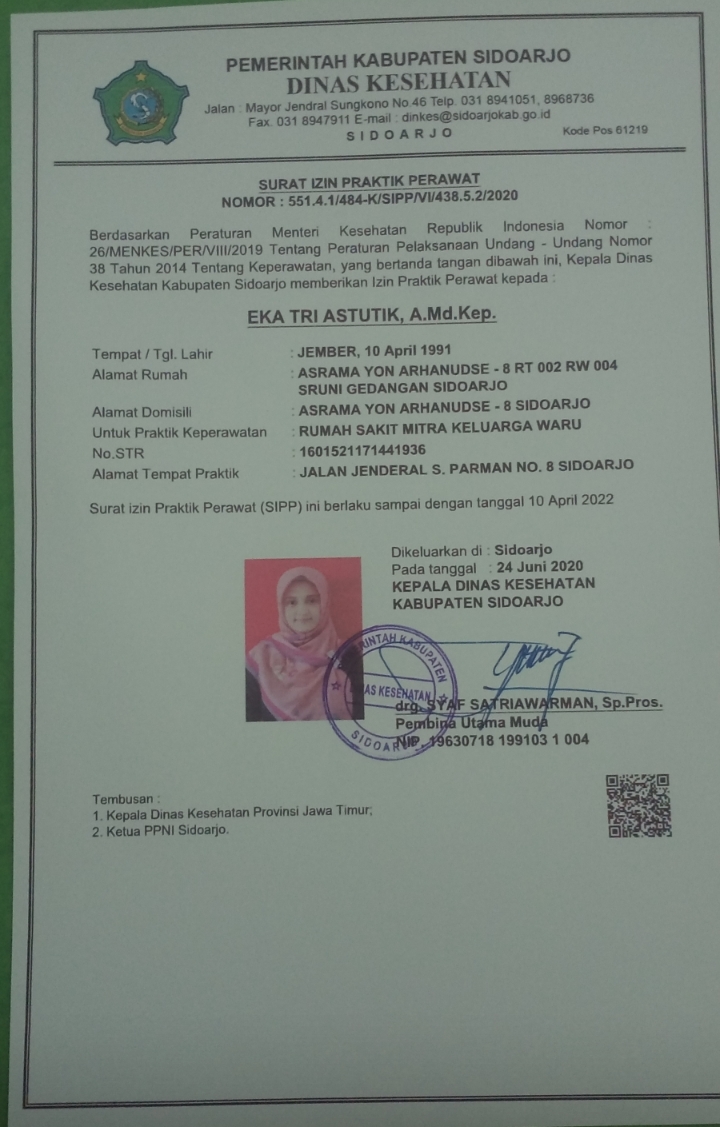 PEMERINTAH KABUPATEN SIDOARJO
DINAS KESEHATAN
Jalan : Mayor Jendral Sungkono No.46 Telp. 031 8941051, 8968736
Fax. 031 8947911 E-mail : dinkes@sidoarjokab.go.id
SIDOARJO
Kode Pos 61219
SURAT IZIN PRAKTIK PERAWAT
NOMOR : 551.4.1/484-K/SIPP/VI/438.5.2/2020
Berdasarkan Peraturan Menteri Kesehatan Republik Indonesia Nomor :
26/MENKES/PER/VIII/2019 Tentang Peraturan Pelaksanaan Undang - Undang Nomor
38 Tahun 2014 Tentang Keperawatan, yang bertanda tangan dibawah ini, Kepala Dinas
Kesehatan Kabupaten Sidoarjo memberikan Izin Praktik Perawat kepada :
EKA TRI ASTUTIK, A.Md.Kep.
Tempat / Tgl. Lahir : JEMBER, 10 April 1991
Alamat Rumah : ASRAMA YON ARHANUDSE - 8 RT 002 RW 004
SRUNI GEDANGAN SIDOARJO
Alamat Domisili : ASRAMA YON ARHANUDSE - 8 SIDOARJO
Untuk Praktik Keperawatan : RUMAH SAKIT MITRA KELUARGA WARU
No.STR : 1601521171441936
Alamat Tempat Praktik : JALAN JENDERAL S. PARMAN NO. 8 SIDOARJO
Surat izin Praktik Perawat (SIPP) ini berlaku sampai dengan tanggal 10 April 2022
Dikeluarkan di : Sidoarjo
Pada tanggal : 24 Juni 2020
KEPALA DINAS KESEHATAN
KABUPATEN SIDOARJO
PEMERINTAH KABUPATEN
DINAS KESEHATAN
SIDOARJO
drg. SYAF SATRIAWARMAN, Sp.Pros.
Pembina Utama Muda
NIP. 19630718 199103 1 004
Tembusan :
1. Kepala Dinas Kesehatan Provinsi Jawa Timur;
2. Ketua PPNI Sidoarjo.